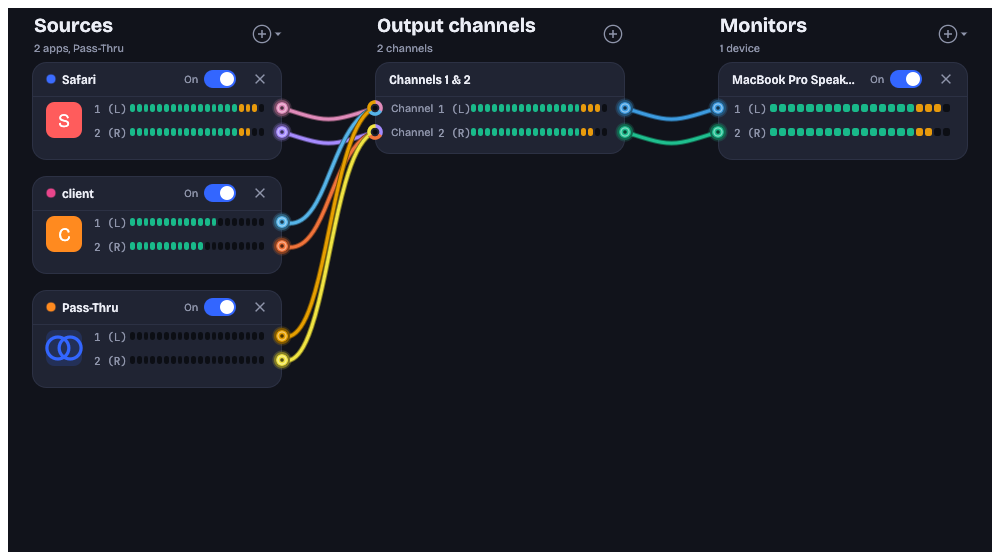 Sources
2 apps, Pass-Thru
Safari
On
S
1 (L)
2 (R)
client
On
C
1 (L)
2 (R)
Pass-Thru
On
1 (L)
2 (R)
Output channels
2 channels
Channels 1 & 2
Channel 1 (L)
Channel 2 (R)
Monitors
1 device
MacBook Pro Speak...
On
1 (L)
2 (R)